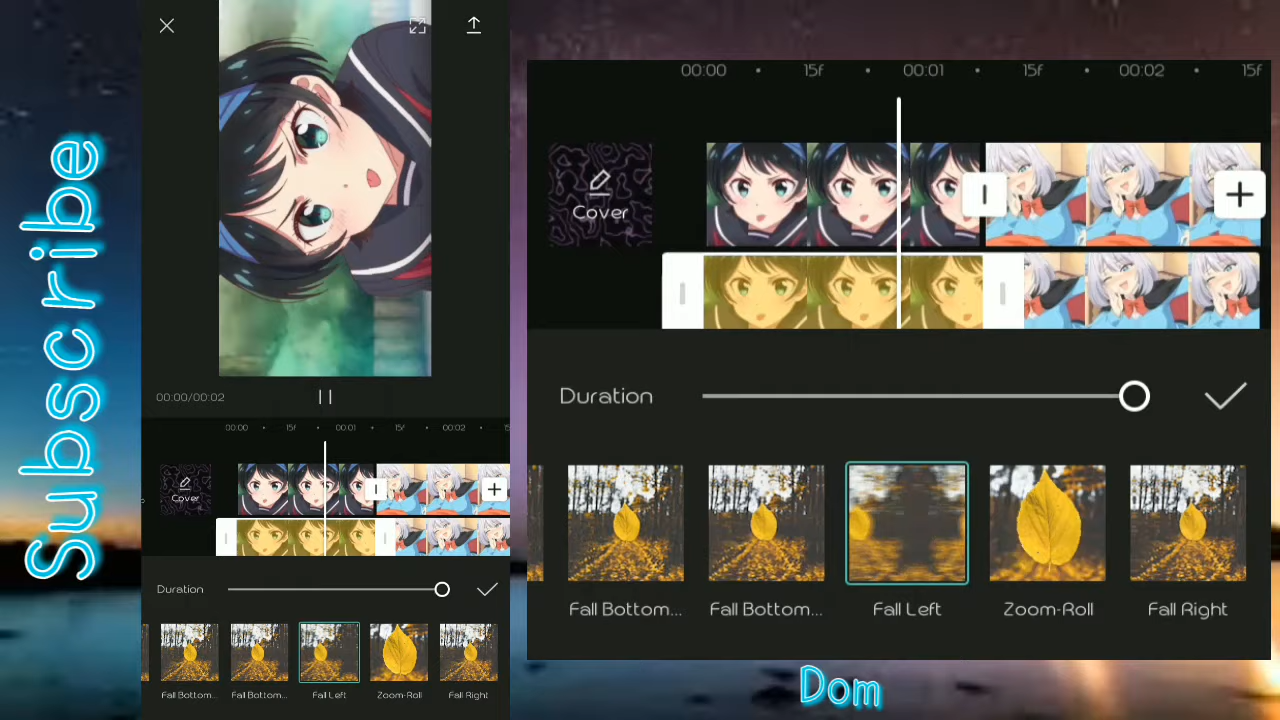 Subscribe
00:00/00:02
00:00 15f 00:01 15f 00:02
Cover
Duration
Fall Bottom... Fall Bottom... Fall Left Zoom-Roll Fall Right
00:00 15f 00:01 15f 00:02 15f
Cover
Duration
Fall Bottom... Fall Bottom... Fall Left Zoom-Roll Fall Right
Dom